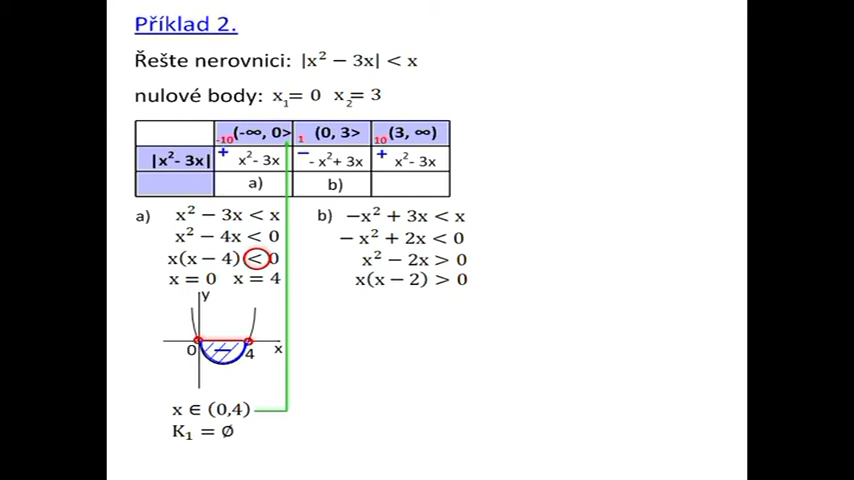 Příklad 2.
Řešte nerovnici: |x² − 3x| < x
nulové body: x₁= 0 x₂= 3
-10 (-∞, 0> 1 (0, 3> 10 (3, ∞)
|x²- 3x| + x²- 3x − - x²+ 3x + x²- 3x
a) b)
a) x² − 3x < x
x² − 4x < 0
x(x − 4) < 0
x = 0 x = 4
y
0 − 4 x
x ∈ (0,4)
K₁ = ∅
b) −x² + 3x < x
− x² + 2x < 0
x² − 2x > 0
x(x − 2) > 0